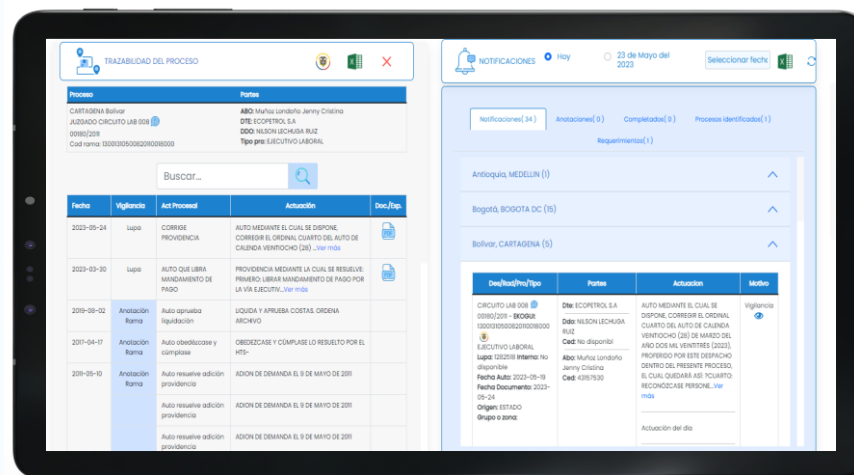 TRAZABILIDAD DEL PROCESO
Proceso
Partes
CARTAGENA Bolivar
JUZGADO CIRCUITO LAB 008
00180/2011
Cod rama: 13001310500820110018000
ABO: Muñoz Londoño Jenny Cristina
DTE: ECOPETROL S.A
DDO: NILSON LECHUGA RUIZ
Tipo pro: EJECUTIVO LABORAL
Buscar...
Fecha
Vigilancia
Act Procesal
Actuación
Doc./Exp.
2023-05-24
Lupa
CORRIGE
PROVIDENCIA
AUTO MEDIANTE EL CUAL SE DISPONE,
CORREGIR EL ORDINAL CUARTO DEL AUTO DE
CALENDA VEINTIOCHO (28) ...Ver más
2023-03-30
Lupa
AUTO QUE LIBRA
MANDAMIENTO DE
PAGO
PROVIDENCIA MEDIANTE LA CUAL SE RESUELVE:
PRIMERO: LIBRAR MANDAMIENTO DE PAGO POR
LA VÍA EJECUTIV...Ver más
2019-08-02
Anotación
Rama
Auto aprueba
liquidación
LIQUIDA Y APRUEBA COSTAS. ORDENA
ARCHIVO
2017-04-17
Anotación
Rama
Auto obedézcase y
cúmplase
OBEDEZCASE Y CÚMPLASE LO RESUELTO POR EL
HTS-
2011-05-10
Anotación
Rama
Auto resuelve adición
providencia
ADION DE DEMANDA EL 9 DE MAYO DE 2011
Auto resuelve adición
providencia
ADION DE DEMANDA EL 9 DE MAYO DE 2011
Auto resuelve adición
providencia
ADION DE DEMANDA EL 9 DE MAYO DE 2011
NOTIFICACIONES
Hoy
23 de Mayo del
2023
Seleccionar fecha
Notificaciones( 34 )
Anotaciones( 0 )
Completados( 0 )
Procesos Identificados( 1 )
Requerimientos( 1 )
Antioquia, MEDELLIN (1)
Bogotá, BOGOTA DC (15)
Bolívar, CARTAGENA (5)
Des/Rad/Pro/Tipo
Partes
Actuacion
Motivo
CIRCUITO LAB 008
00180/2011 - EKOGUI:
13001310500820110018000
EJECUTIVO LABORAL
Lupa: 1282518 Interno: No
disponible
Fecha Auto: 2023-05-19
Fecha Documento: 2023-
05-24
Origen: ESTADO
Grupo o zona:
Dte: ECOPETROL S.A
Ddo: NILSON LECHUGA
RUIZ
Ced: No disponibl
Abo: Muñoz Londoño
Jenny Cristina
Ced: 43157530
AUTO MEDIANTE EL CUAL SE
DISPONE, CORREGIR EL ORDINAL
CUARTO DEL AUTO DE CALENDA
VEINTIOCHO (28) DE MARZO DEL
AÑO DOS MIL VEINTITRÉS (2023),
PROFERIDO POR ESTE DESPACHO
DENTRO DEL PRESENTE PROCESO,
EL CUAL QUEDARÁ ASÍ: ?CUARTO:
RECONÓZCASE PERSONE...Ver
más
Actuación del día
Vigilancia